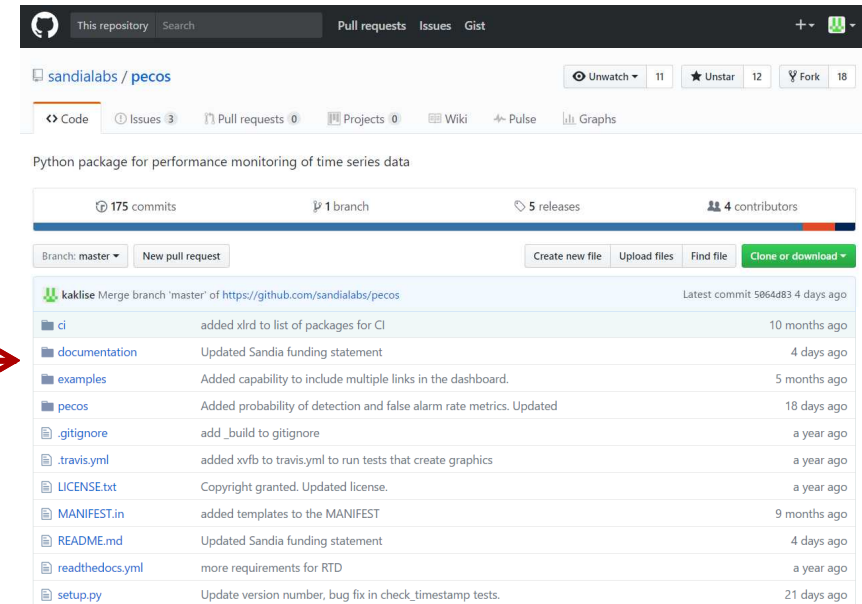 This repository Search Pull requests Issues Gist
sandialabs / pecos Unwatch 11 Unstar 12 Fork 18
Code Issues 3 Pull requests 0 Projects 0 Wiki Pulse Graphs
Python package for performance monitoring of time series data
175 commits 1 branch 5 releases 4 contributors
Branch: master New pull request Create new file Upload files Find file Clone or download
kaklise Merge branch 'master' of https://github.com/sandialabs/pecos Latest commit 5064d83 4 days ago
ci added xlrd to list of packages for CI 10 months ago
documentation Updated Sandia funding statement 4 days ago
examples Added capability to include multiple links in the dashboard. 5 months ago
pecos Added probability of detection and false alarm rate metrics. Updated 18 days ago
.gitignore add _build to gitignore a year ago
.travis.yml added xvfb to travis.yml to run tests that create graphics a year ago
LICENSE.txt Copyright granted. Updated license. a year ago
MANIFEST.in added templates to the MANIFEST 9 months ago
README.md Updated Sandia funding statement 4 days ago
readthedocs.yml more requirements for RTD a year ago
setup.py Update version number, bug fix in check_timestamp tests. 21 days ago